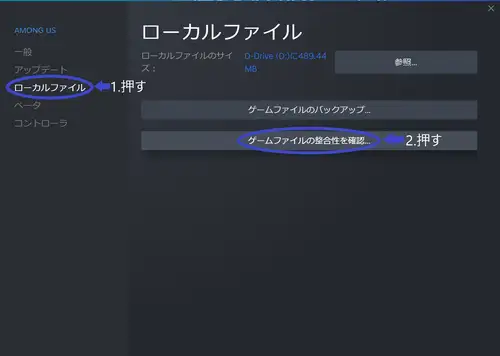 AMONG US
一般
アップデート
ローカルファイル
ベータ
コントローラ
1.押す
ローカルファイル
ローカルファイルのサイズ:
D-Drive (D:)に489.44 MB
参照...
ゲームファイルのバックアップ...
ゲームファイルの整合性を確認...
2.押す